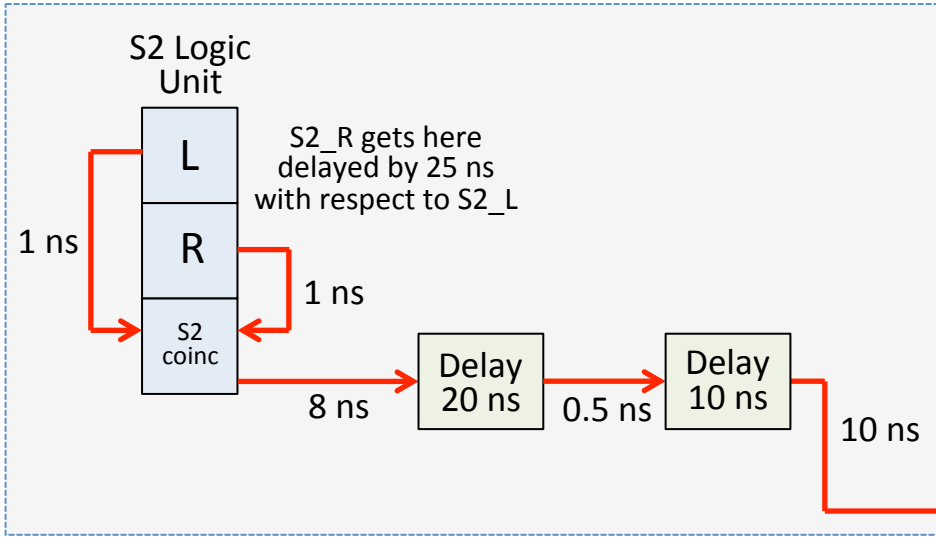 S2 Logic
Unit
L
S2_R gets here
delayed by 25 ns
with respect to S2_L
R
1 ns
1 ns
S2
coinc
Delay
20 ns
Delay
10 ns
8 ns
0.5 ns
10 ns